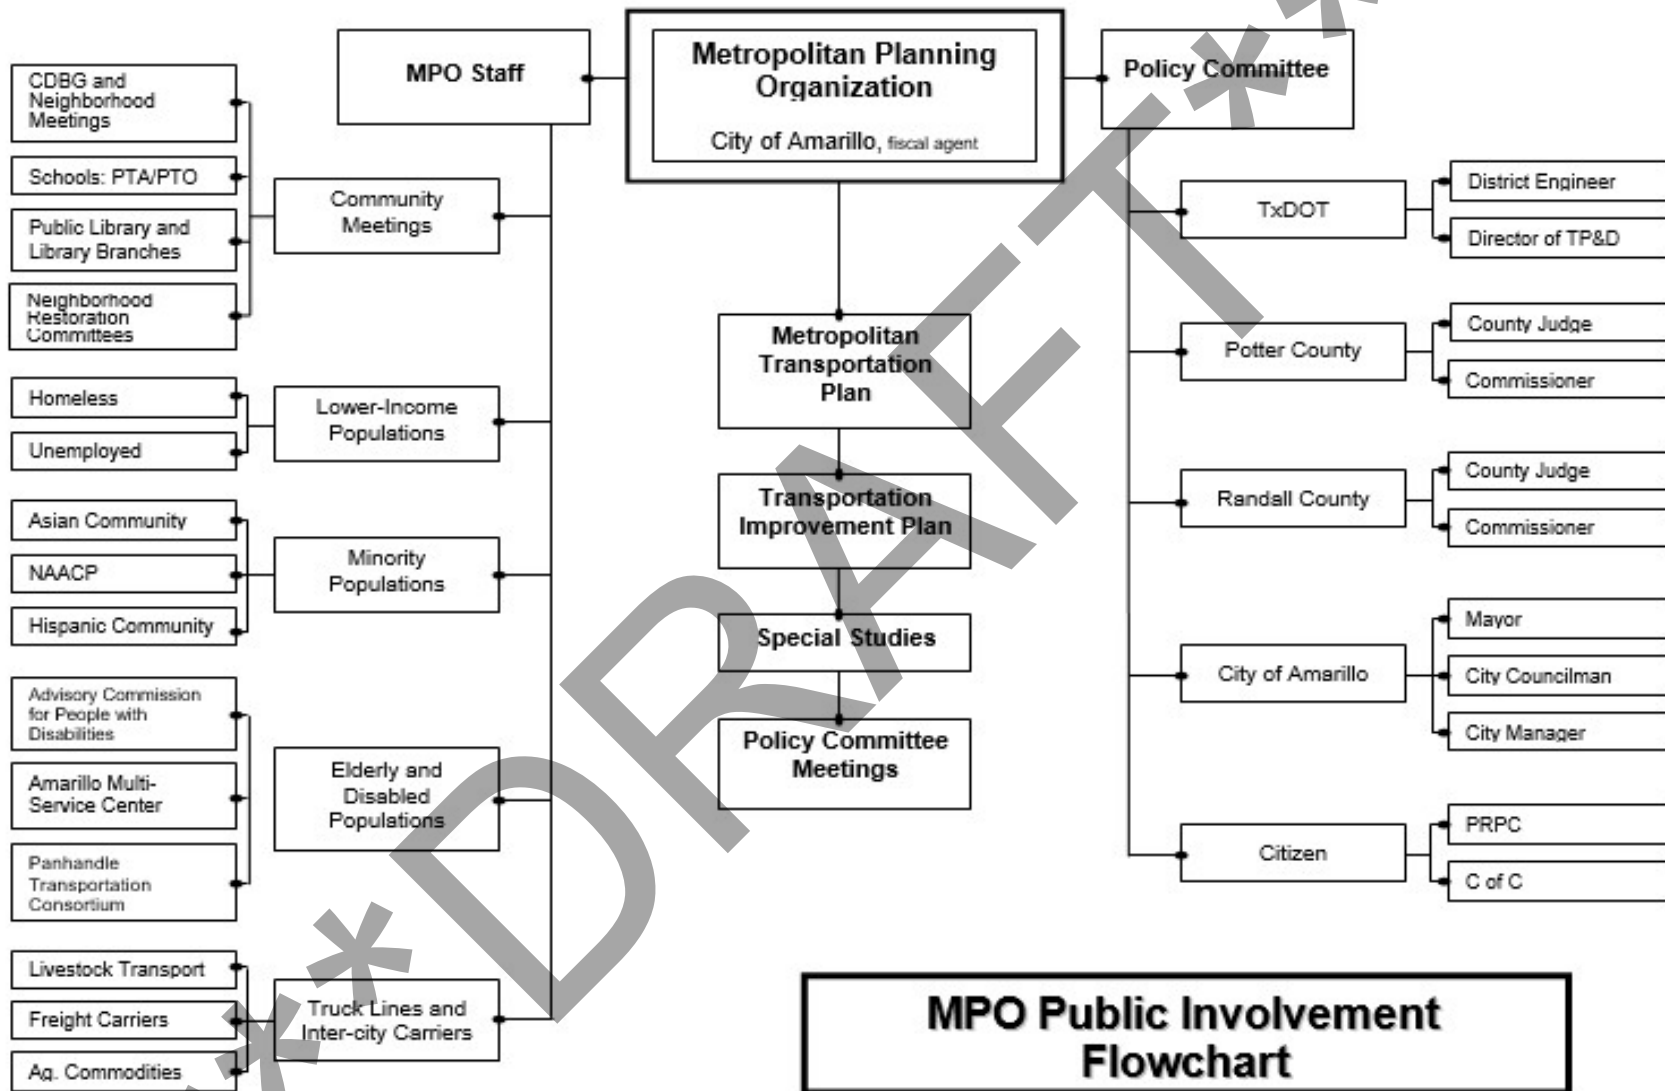 MPO Staff
Metropolitan Planning
Organization
City of Amarillo, fiscal agent
Policy Committee
CDBG and
Neighborhood
Meetings
Schools: PTA/PTO
Public Library and
Library Branches
Neighborhood
Restoration
Committees
Community
Meetings
Homeless
Unemployed
Lower-Income
Populations
Asian Community
NAACP
Hispanic Community
Minority
Populations
Advisory Commission
for People with
Disabilities
Amarillo Multi-
Service Center
Panhandle
Transportation
Consortium
Elderly and
Disabled
Populations
Livestock Transport
Freight Carriers
Ag. Commodities
Truck Lines and
Inter-city Carriers
Metropolitan
Transportation
Plan
Transportation
Improvement Plan
Special Studies
Policy Committee
Meetings
TxDOT
District Engineer
Director of TP&D
Potter County
County Judge
Commissioner
Randall County
County Judge
Commissioner
City of Amarillo
Mayor
City Councilman
City Manager
Citizen
PRPC
C of C
MPO Public Involvement
Flowchart
***DRAFT***